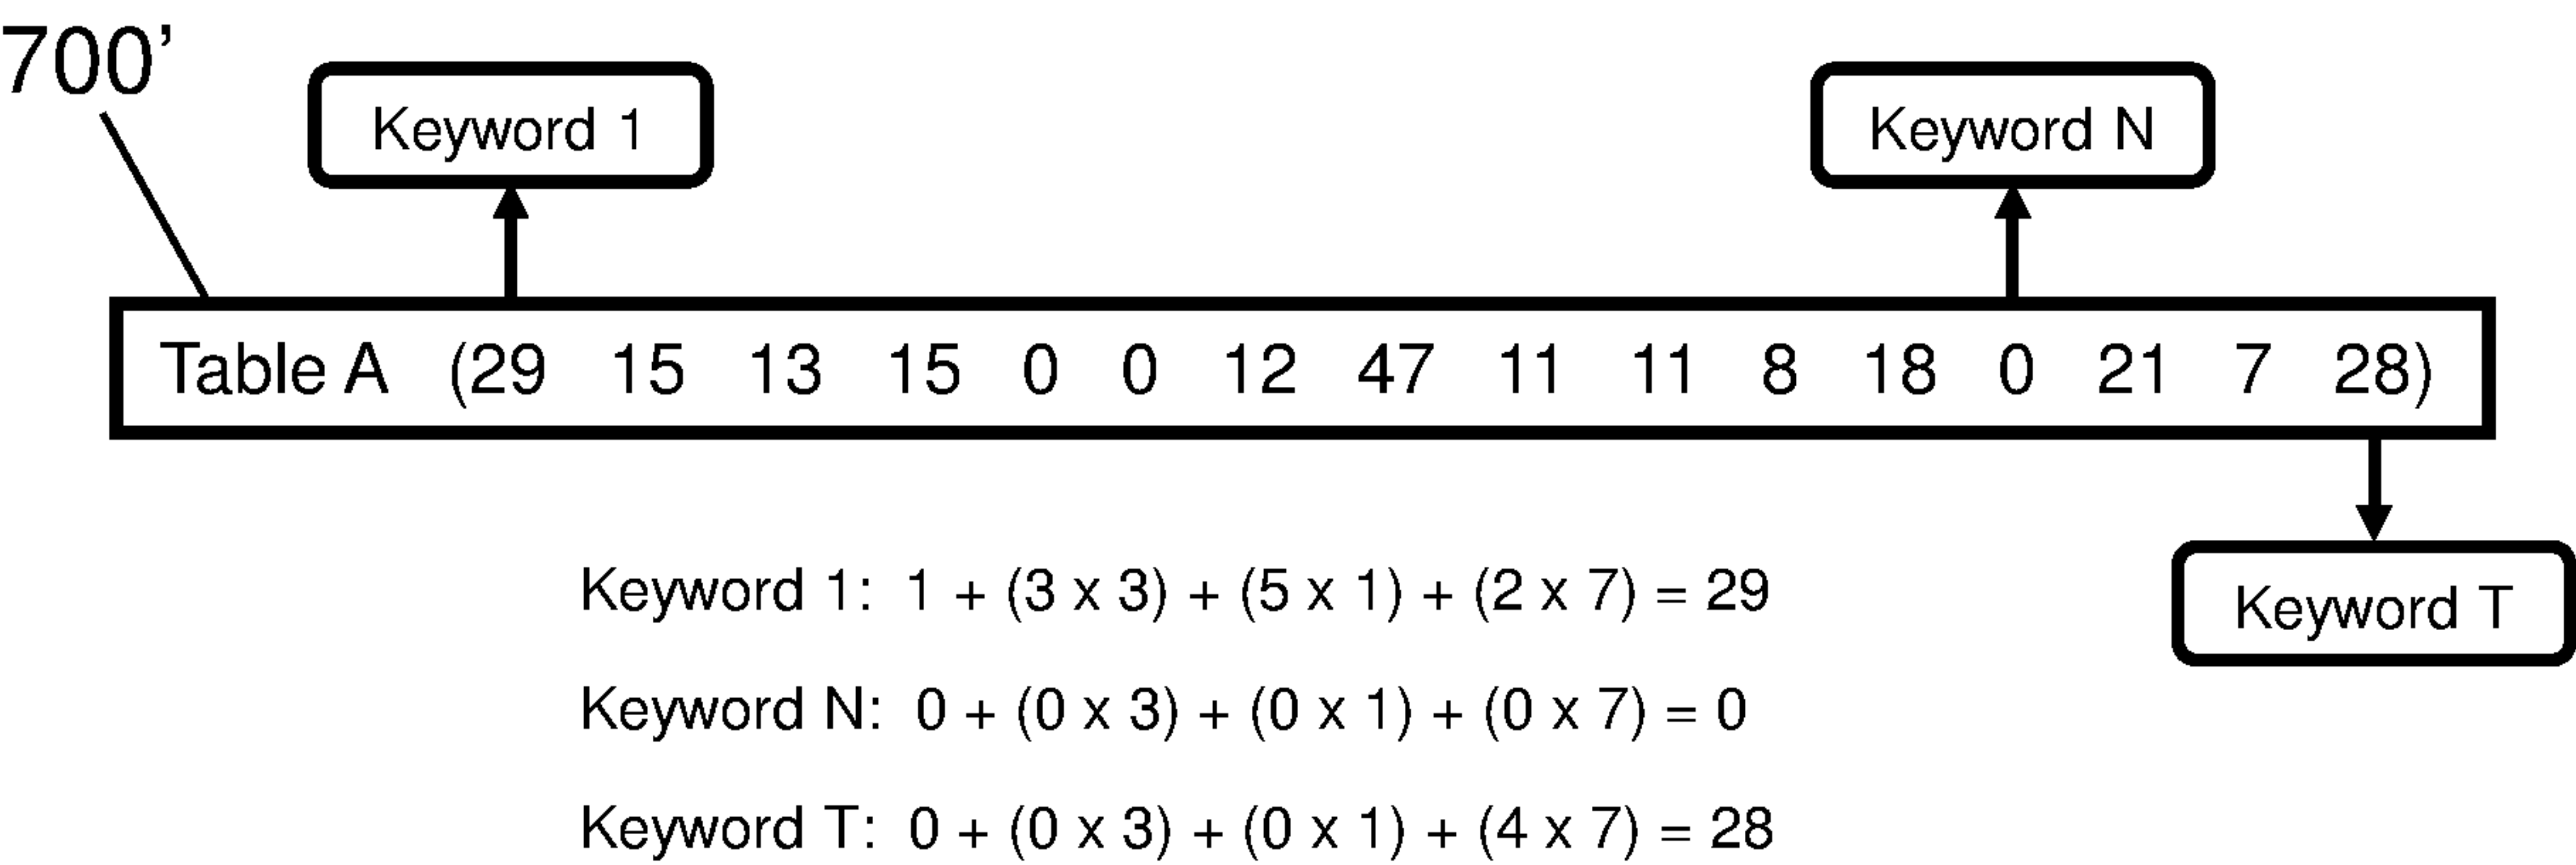 700’
Keyword 1
Keyword N
Table A (29 15 13 15 0 0 12 47 11 11 8 18 0 21 7 28)
Keyword T
Keyword 1: 1 + (3 x 3) + (5 x 1) + (2 x 7) = 29
Keyword N: 0 + (0 x 3) + (0 x 1) + (0 x 7) = 0
Keyword T: 0 + (0 x 3) + (0 x 1) + (4 x 7) = 28